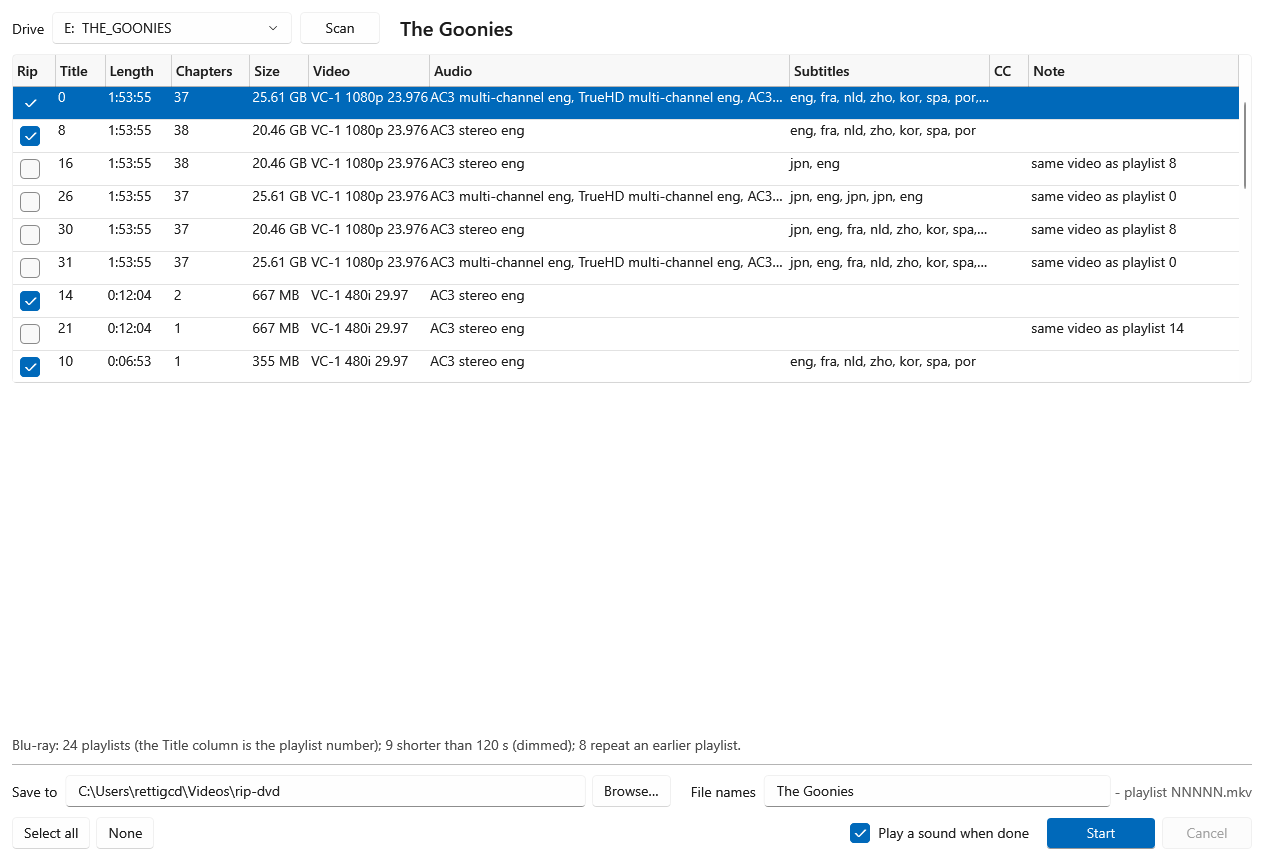 Drive E: THE_GOONIES Scan The Goonies
Rip Title Length Chapters Size Video Audio Subtitles CC Note
0 1:53:55 37 25.61 GB VC-1 1080p 23.976 AC3 multi-channel eng, TrueHD multi-channel eng, AC3... eng, fra, nld, zho, kor, spa, por,...
8 1:53:55 38 20.46 GB VC-1 1080p 23.976 AC3 stereo eng eng, fra, nld, zho, kor, spa, por
16 1:53:55 38 20.46 GB VC-1 1080p 23.976 AC3 stereo eng jpn, eng same video as playlist 8
26 1:53:55 37 25.61 GB VC-1 1080p 23.976 AC3 multi-channel eng, TrueHD multi-channel eng, AC3... jpn, eng, jpn, jpn, eng same video as playlist 0
30 1:53:55 37 20.46 GB VC-1 1080p 23.976 AC3 stereo eng jpn, eng, fra, nld, zho, kor, spa,... same video as playlist 8
31 1:53:55 37 25.61 GB VC-1 1080p 23.976 AC3 multi-channel eng, TrueHD multi-channel eng, AC3... jpn, eng, fra, nld, zho, kor, spa,... same video as playlist 0
14 0:12:04 2 667 MB VC-1 480i 29.97 AC3 stereo eng
21 0:12:04 1 667 MB VC-1 480i 29.97 AC3 stereo eng same video as playlist 14
10 0:06:53 1 355 MB VC-1 480i 29.97 AC3 stereo eng eng, fra, nld, zho, kor, spa, por
Blu-ray: 24 playlists (the Title column is the playlist number); 9 shorter than 120 s (dimmed); 8 repeat an earlier playlist.
Save to C:\Users\rettigcd\Videos\rip-dvd Browse... File names The Goonies - playlist NNNNN.mkv
Select all None Play a sound when done Start Cancel